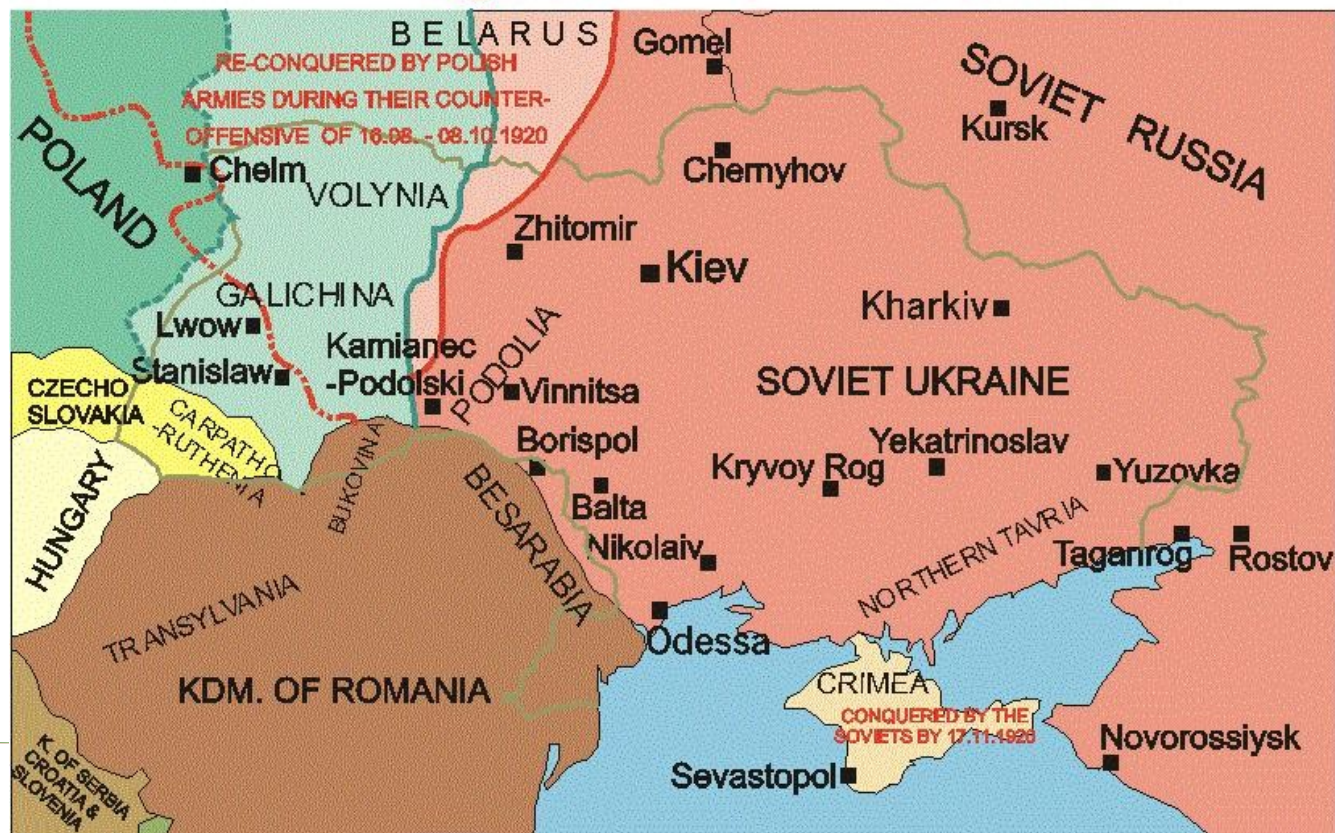 BELARUS
Gomel
SOVIET RUSSIA
RE-CONQUERED BY POLISH
ARMIES DURING THEIR COUNTER-
OFFENSIVE OF 16.08. - 08.10.1920
Kursk
POLAND
Chelm
Chernyhov
VOLYNIA
Zhitomir
Kiev
GALICHINA
Kharkiv
Lwow
Kamianec
-Podolski
PODOLIA
Stanislaw
Vinnitsa
SOVIET UKRAINE
CZECHO
SLOVAKIA
CARPATHO
-RUTHENIA
BUKOVINA
Borispol
Yekatrinoslav
Kryvoy Rog
Yuzovka
HUNGARY
BESARABIA
Balta
Nikolaiv
NORTHERN TAVRIA
Taganrog
Rostov
TRANSYLVANIA
Odessa
KDM. OF ROMANIA
CRIMEA
CONQUERED BY THE
SOVIETS BY 17.11.1920
K. OF SERBIA
CROATIA &
SLOVENIA
Sevastopol
Novorossiysk